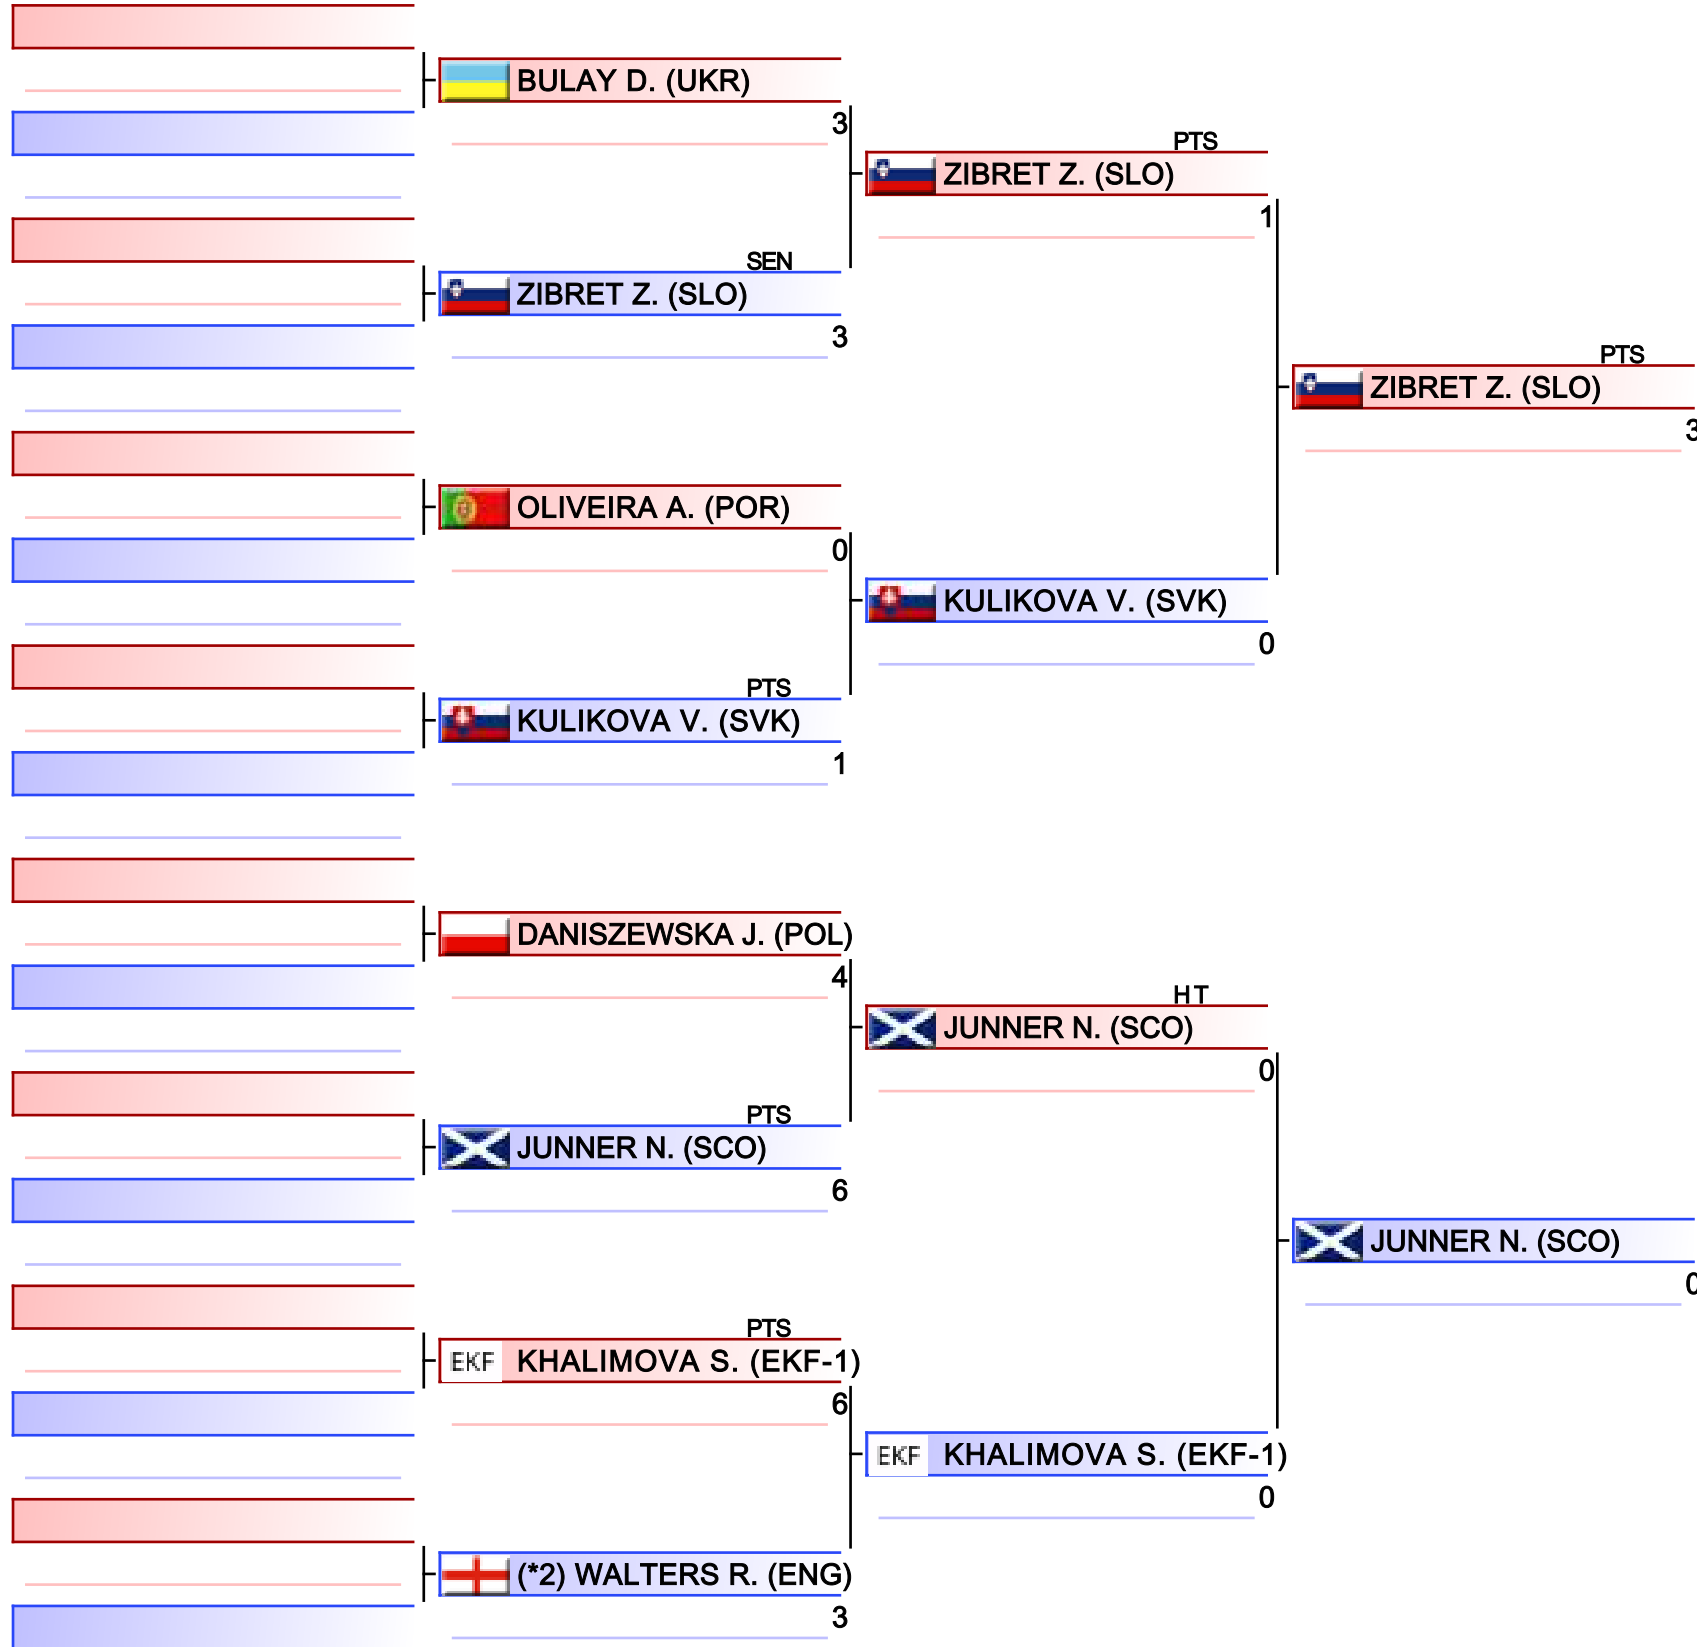 BULAY D. (UKR)
3
PTS
ZIBRET Z. (SLO)
1
SEN
ZIBRET Z. (SLO)
3
PTS
ZIBRET Z. (SLO)
3
OLIVEIRA A. (POR)
0
KULIKOVA V. (SVK)
0
PTS
KULIKOVA V. (SVK)
1
DANISZEWSKA J. (POL)
4
HT
JUNNER N. (SCO)
0
PTS
JUNNER N. (SCO)
6
JUNNER N. (SCO)
0
PTS
EKF KHALIMOVA S. (EKF-1)
6
EKF KHALIMOVA S. (EKF-1)
0
(*2) WALTERS R. (ENG)
3